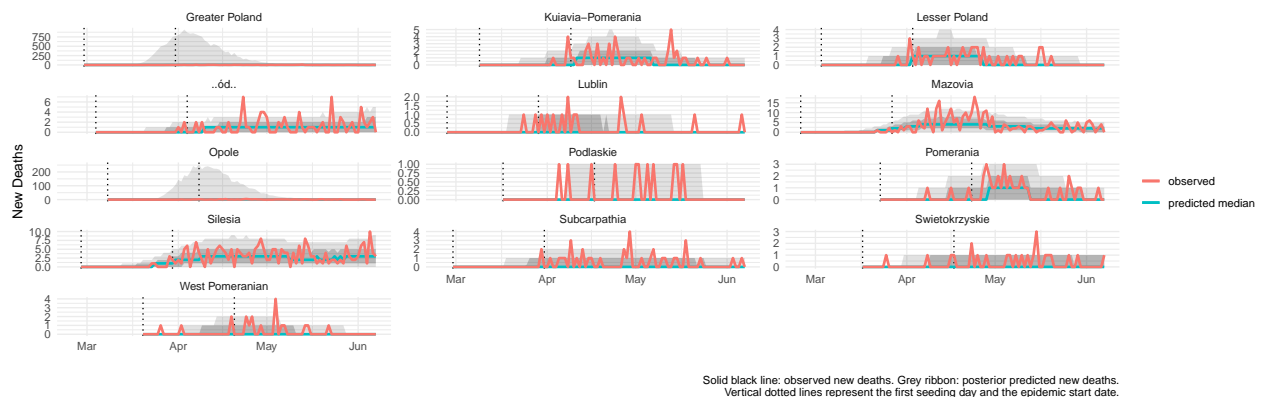 New Deaths
Greater Poland
750
500
250
0
Kuiavia−Pomerania
5
4
3
2
1
0
Lesser Poland
4
3
2
1
0
..ód..
6
4
2
0
Lublin
2.0
1.5
1.0
0.5
0.0
Mazovia
15
10
5
0
Opole
200
100
0
Podlaskie
1.00
0.75
0.50
0.25
0.00
Pomerania
3
2
1
0
Silesia
10.0
7.5
5.0
2.5
0.0
Subcarpathia
4
3
2
1
0
Mar Apr May Jun
Swietokrzyskie
3
2
1
0
Mar Apr May Jun
West Pomeranian
4
3
2
1
0
Mar Apr May Jun
observed
predicted median
Solid black line: observed new deaths. Grey ribbon: posterior predicted new deaths.
Vertical dotted lines represent the first seeding day and the epidemic start date.